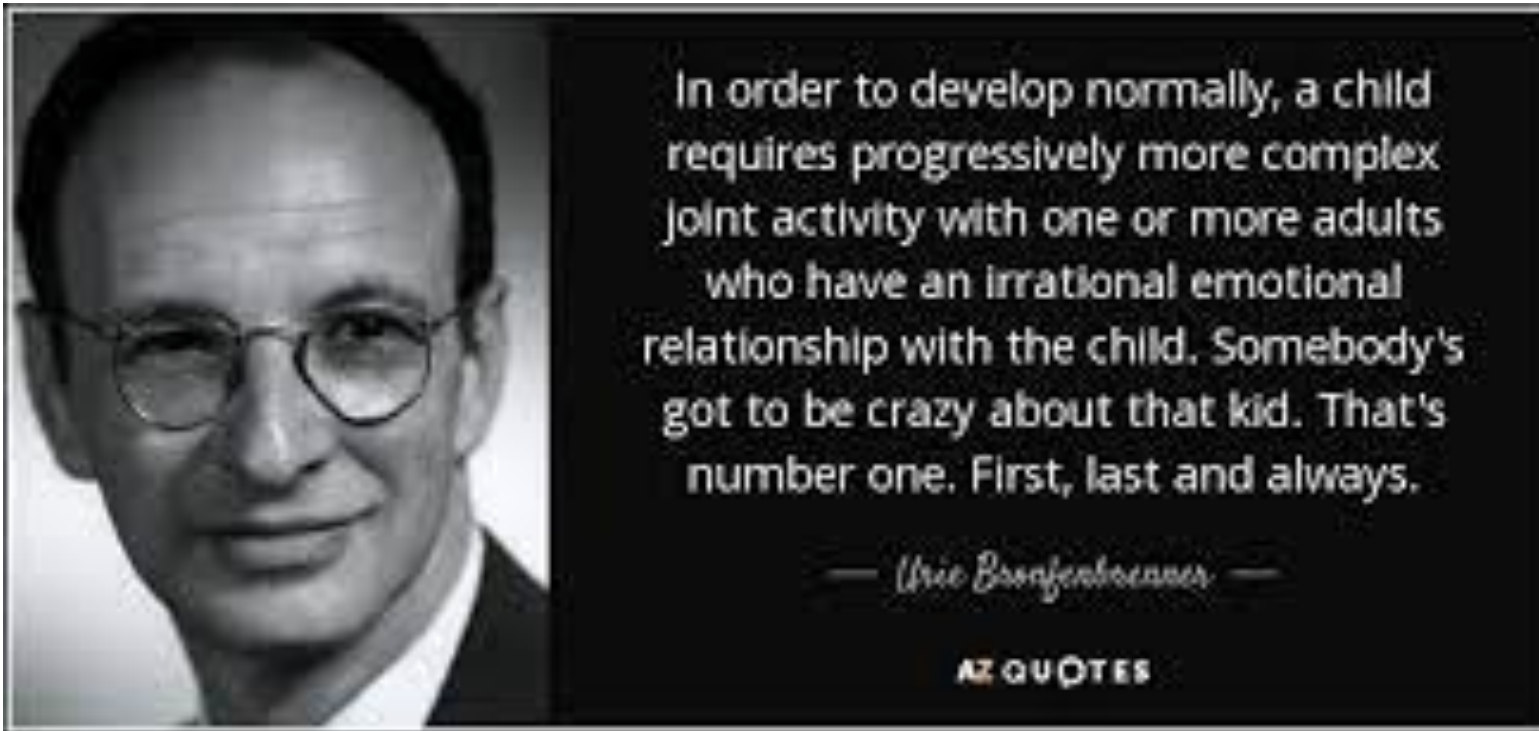 In order to develop normally, a child
requires progressively more complex
joint activity with one or more adults
who have an irrational emotional
relationship with the child. Somebody's
got to be crazy about that kid. That's
number one. First, last and always.
— Urie Bronfenbrenner —
AZ QUOTES